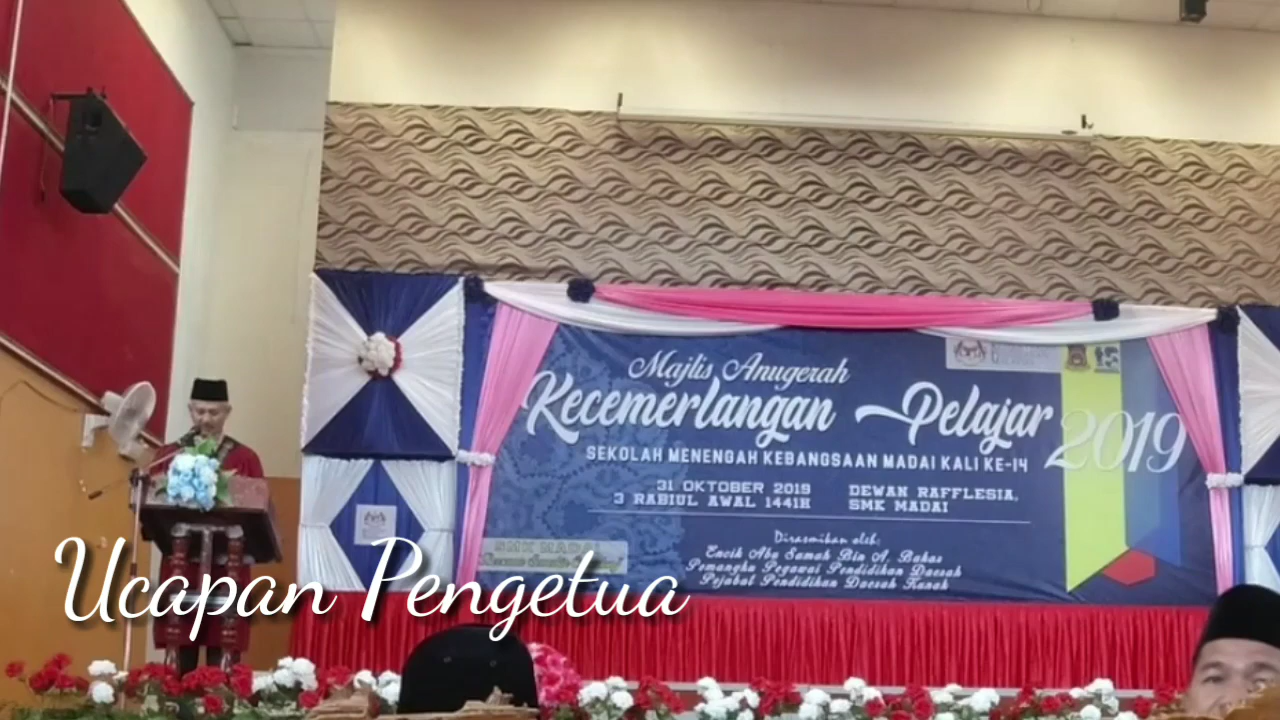 Majlis Anugerah
Kecemerlangan Pelajar 2019
SEKOLAH MENENGAH KEBANGSAAN MADAI KALI KE-14
31 OKTOBER 2019
3 RABIUL AWAL 1441H
DEWAN RAFFLESIA,
SMK MADAI
Dirasmikan oleh:
Encik Abu Samah Bin A. Bakas
Pemangku Pegawai Pendidikan Daerah
Pejabat Pendidikan Daerah Kunak
SMK MADAI
Ucapan Pengetua